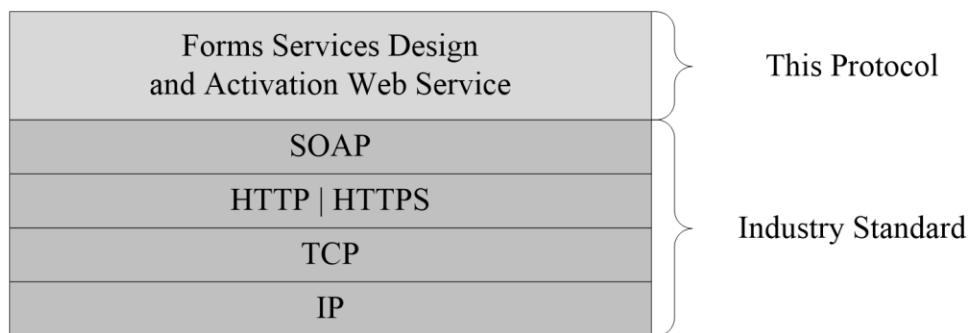 Forms Services Design
and Activation Web Service
This Protocol
SOAP
HTTP | HTTPS
TCP
IP
Industry Standard